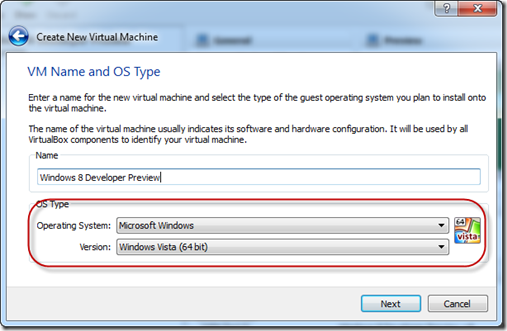 Create New Virtual Machine
VM Name and OS Type
Enter a name for the new virtual machine and select the type of the guest operating system you plan to install onto
the virtual machine.
The name of the virtual machine usually indicates its software and hardware configuration. It will be used by all
VirtualBox components to identify your virtual machine.
Name
Windows 8 Developer Preview
OS Type
Operating System: Microsoft Windows
64
Version: Windows Vista (64 bit)
vista
Next Cancel